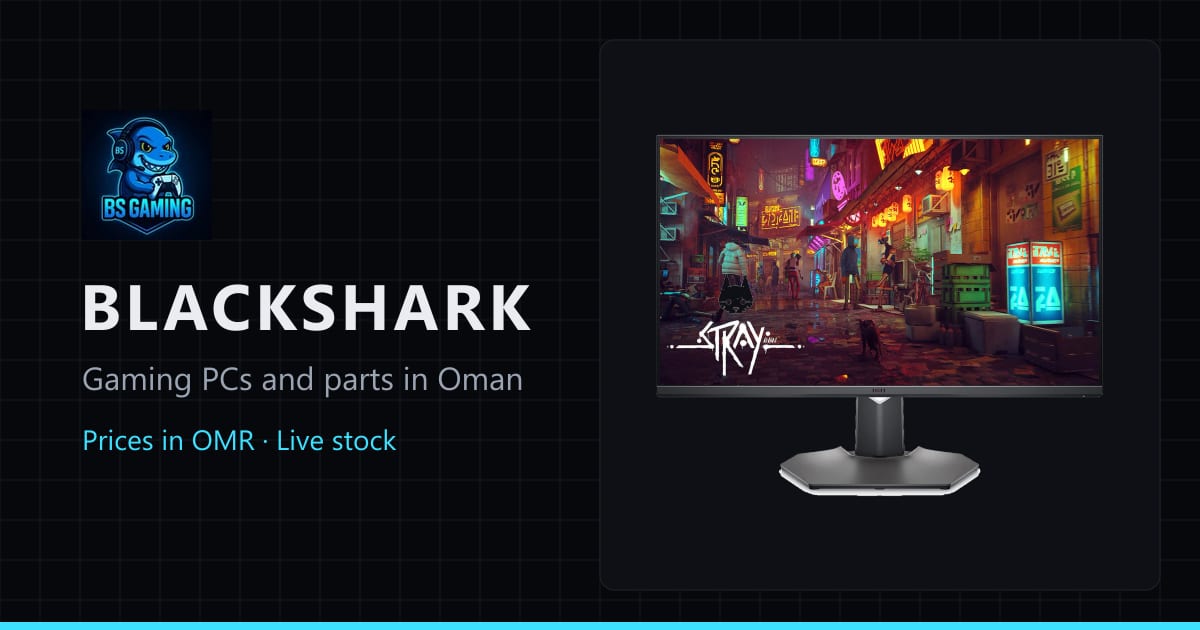 BS
BS GAMING
BLACKSHARK
Gaming PCs and parts in Oman
Prices in OMR · Live stock
STRAY